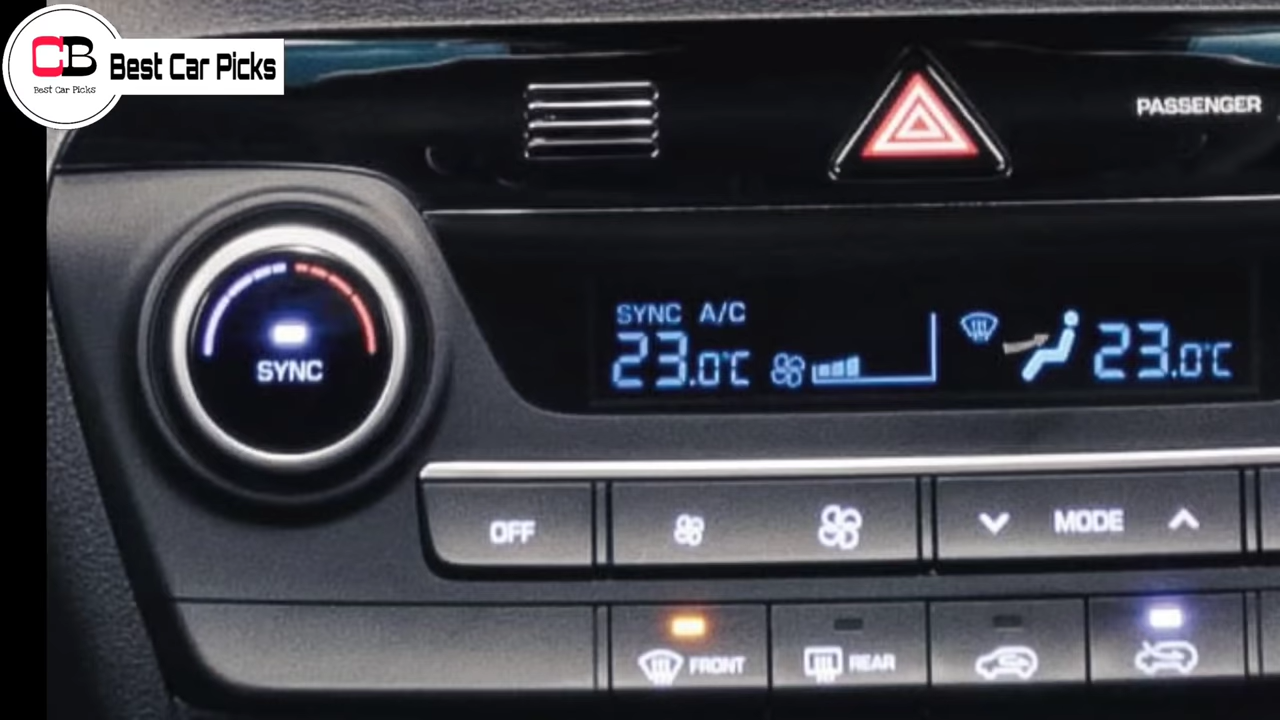 CB
Best Car Picks
Best Car Picks
PASSENGER
SYNC
SYNC A/C
23.0°C
23.0°C
OFF
MODE
FRONT
REAR